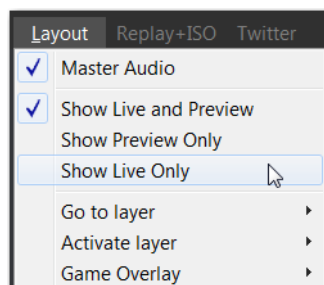 Layout Replay+ISO Twitter
Master Audio
Show Live and Preview
Show Preview Only
Show Live Only
Go to layer
Activate layer
Game Overlay